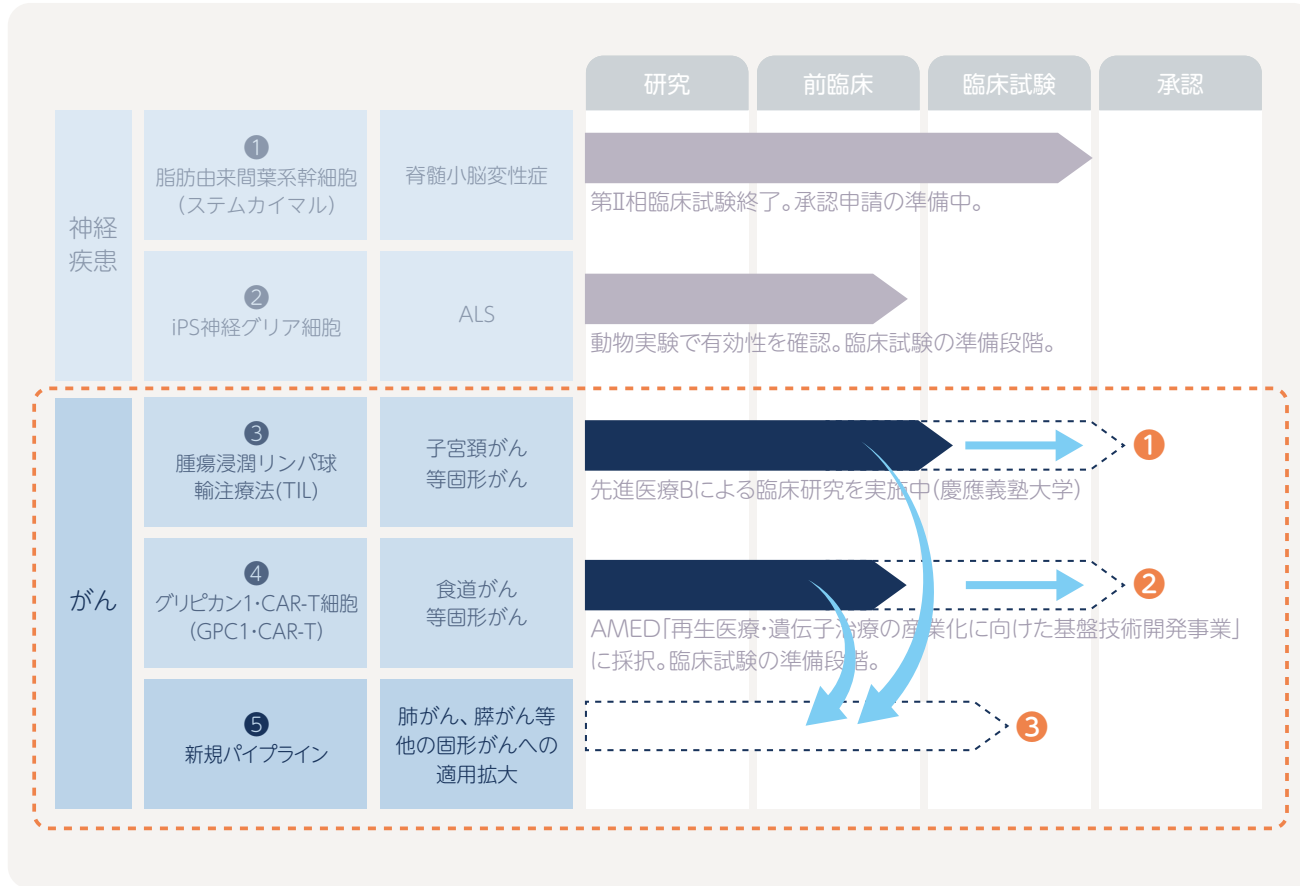 研究
前臨床
臨床試験
承認
神経
疾患
❶
脂肪由来間葉系幹細胞
(ステムカイマル)
脊髄小脳変性症
第Ⅱ相臨床試験終了。承認申請の準備中。
❷
iPS神経グリア細胞
ALS
動物実験で有効性を確認。臨床試験の準備段階。
がん
❸
腫瘍浸潤リンパ球
輸注療法(TIL)
子宮頚がん
等固形がん
❶
先進医療Bによる臨床研究を実施中(慶應義塾大学)
❹
グリピカン1・CAR-T細胞
(GPC1・CAR-T)
食道がん
等固形がん
❷
AMED「再生医療・遺伝子治療の産業化に向けた基盤技術開発事業」
に採択。臨床試験の準備段階。
❺
新規パイプライン
肺がん、膵がん等
他の固形がんへの
適用拡大
❸